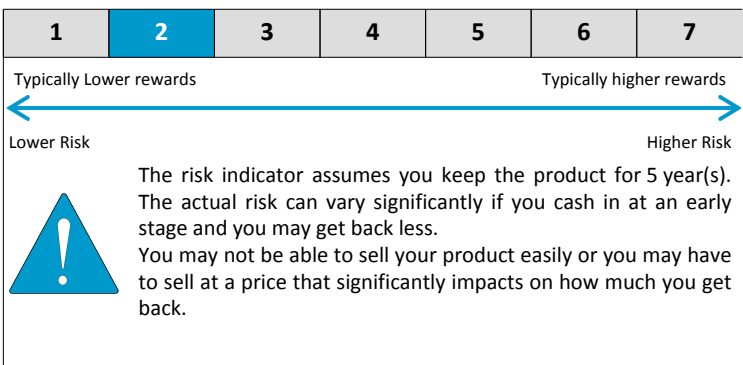 1 2 3 4 5 6 7
Typically Lower rewards Typically higher rewards
Lower Risk Higher Risk
The risk indicator assumes you keep the product for 5 year(s).
The actual risk can vary significantly if you cash in at an early
stage and you may get back less.
You may not be able to sell your product easily or you may have
to sell at a price that significantly impacts on how much you get
back.